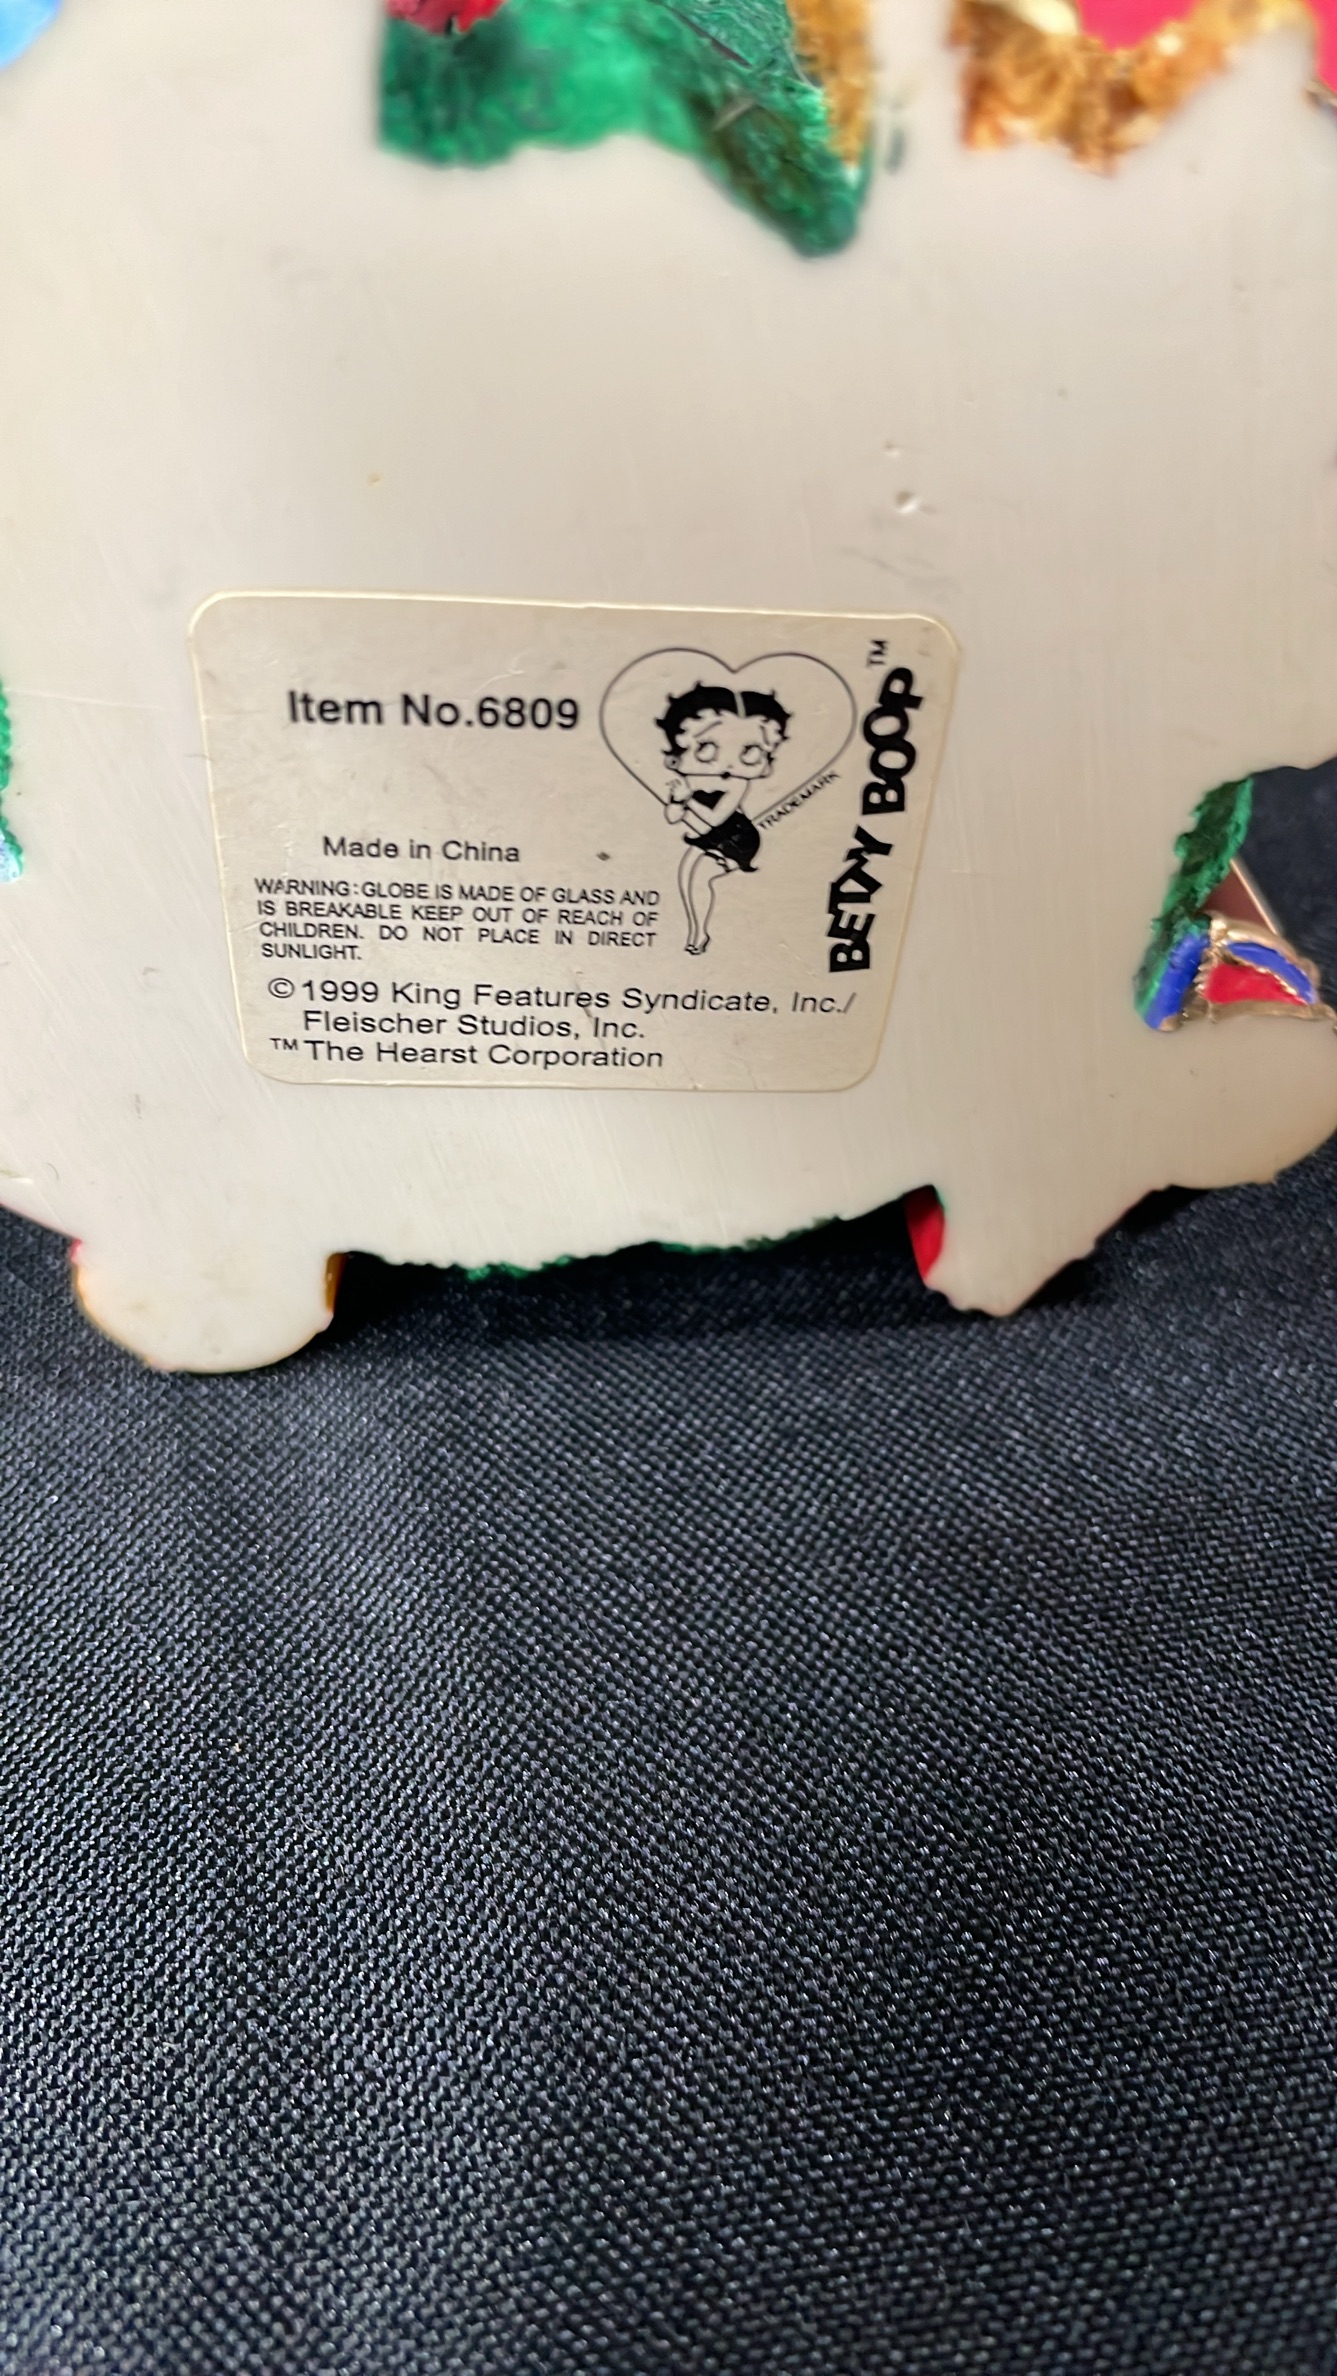 Item No.6809
TRADEMARK
BETTY BOOP™
Made in China
WARNING:GLOBE IS MADE OF GLASS AND
IS BREAKABLE KEEP OUT OF REACH OF
CHILDREN. DO NOT PLACE IN DIRECT
SUNLIGHT.
©1999 King Features Syndicate, Inc./
Fleischer Studios, Inc.
™The Hearst Corporation